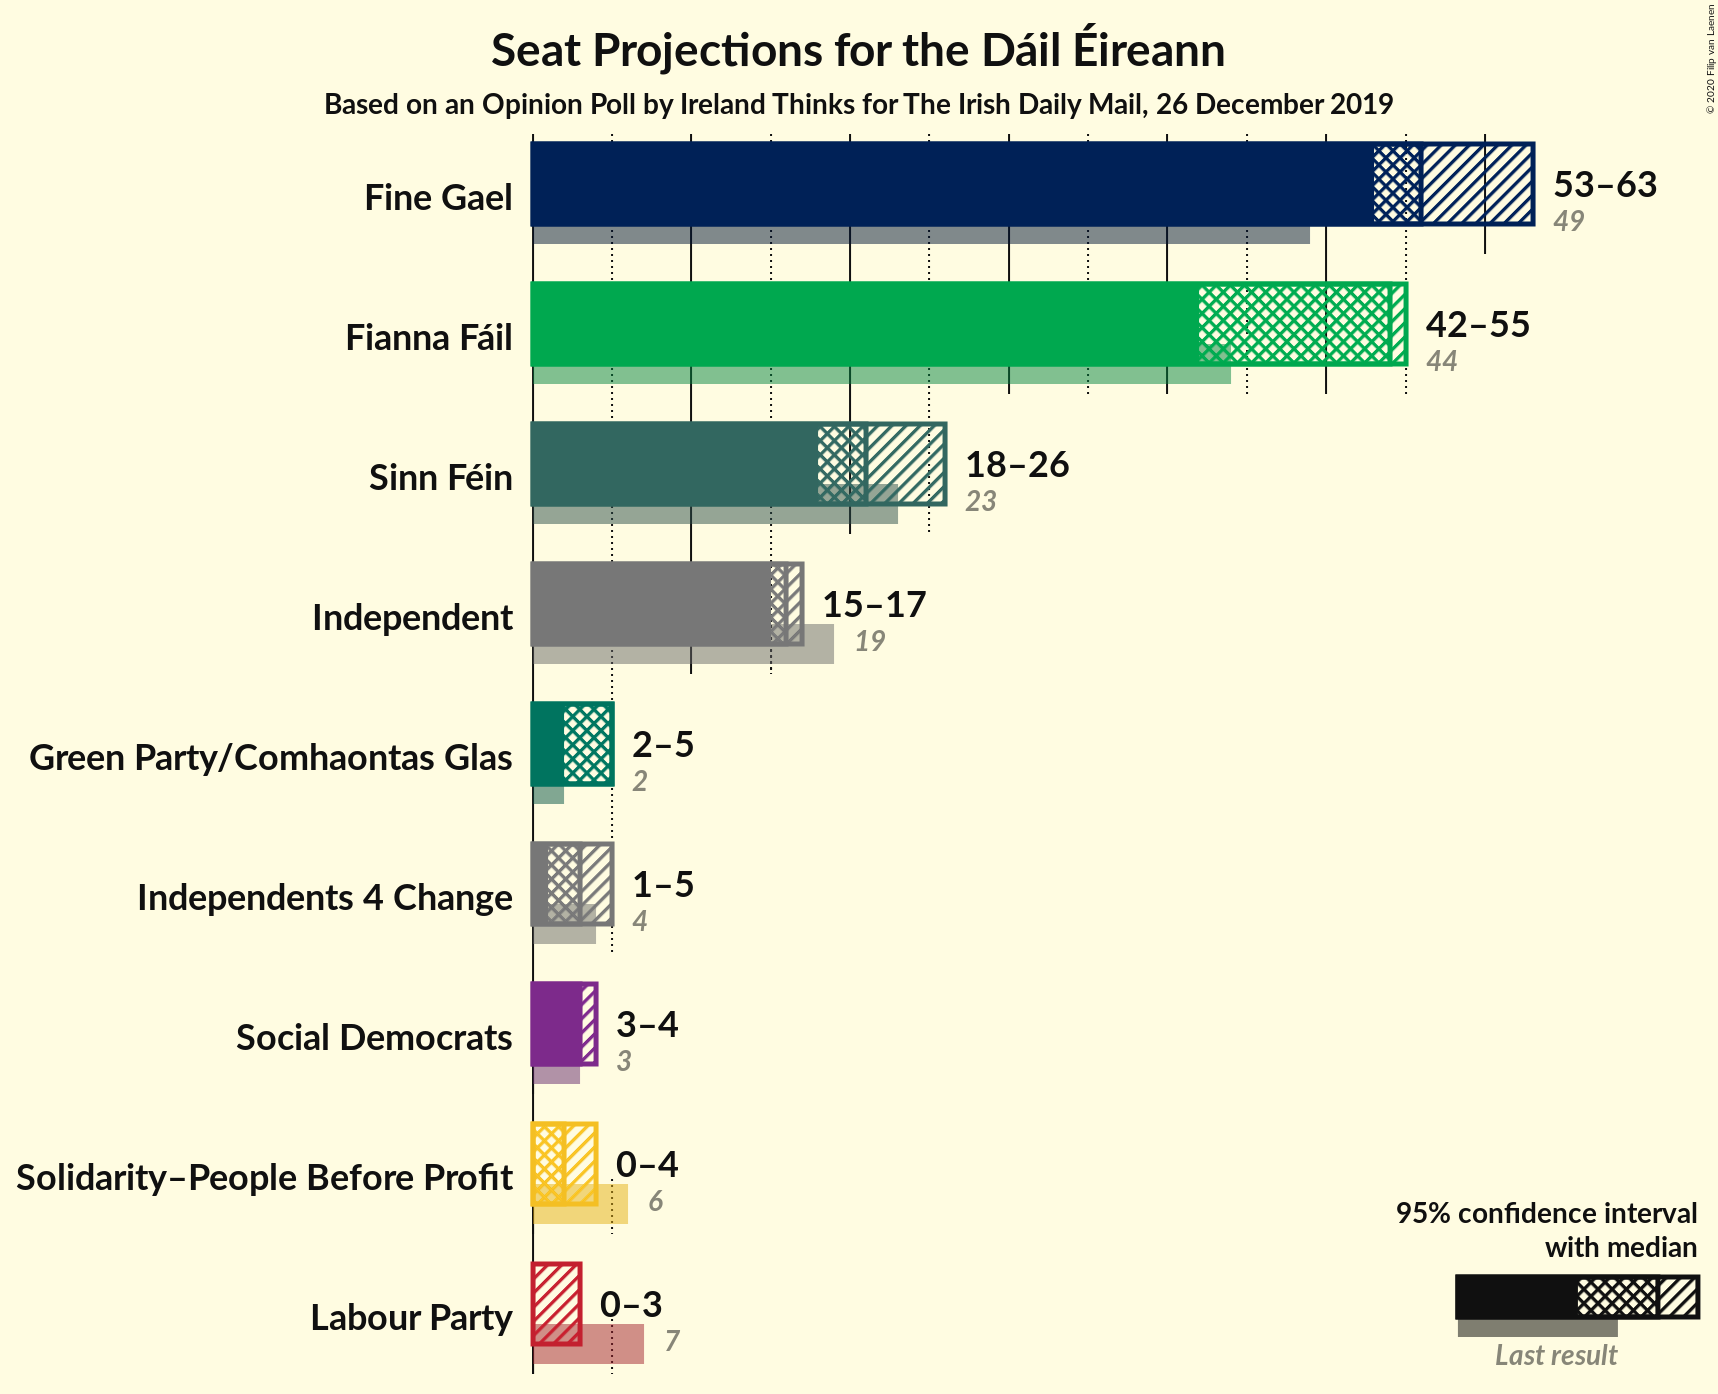 Seat Projections for the Dáil Éireann
Based on an Opinion Poll by Ireland Thinks for The Irish Daily Mail, 26 December 2019
© 2020 Filip van Laenen
Fine Gael
53–63
49
Fianna Fáil
42–55
44
Sinn Féin
18–26
23
Independent
15–17
19
Green Party/Comhaontas Glas
2–5
2
Independents 4 Change
1–5
4
Social Democrats
3–4
3
Solidarity–People Before Profit
0–4
6
Labour Party
0–3
7
95% confidence interval
with median
Last result